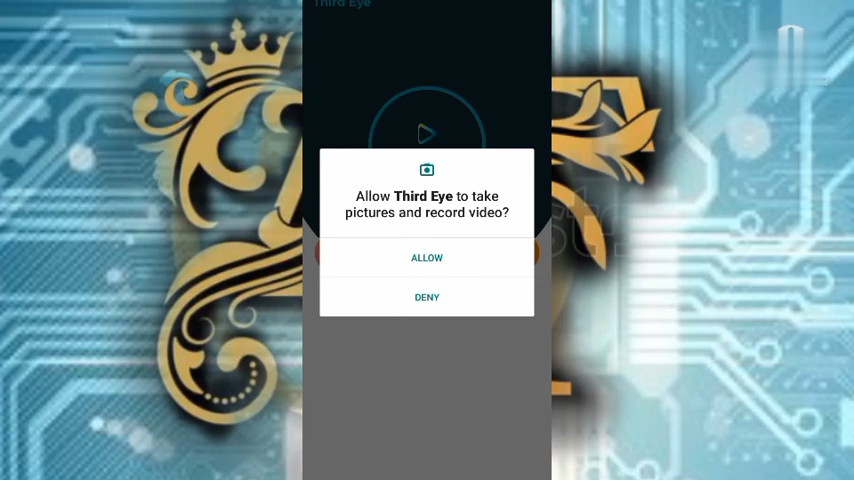 Third Eye
Allow Third Eye to take
pictures and record video?
ALLOW
DENY